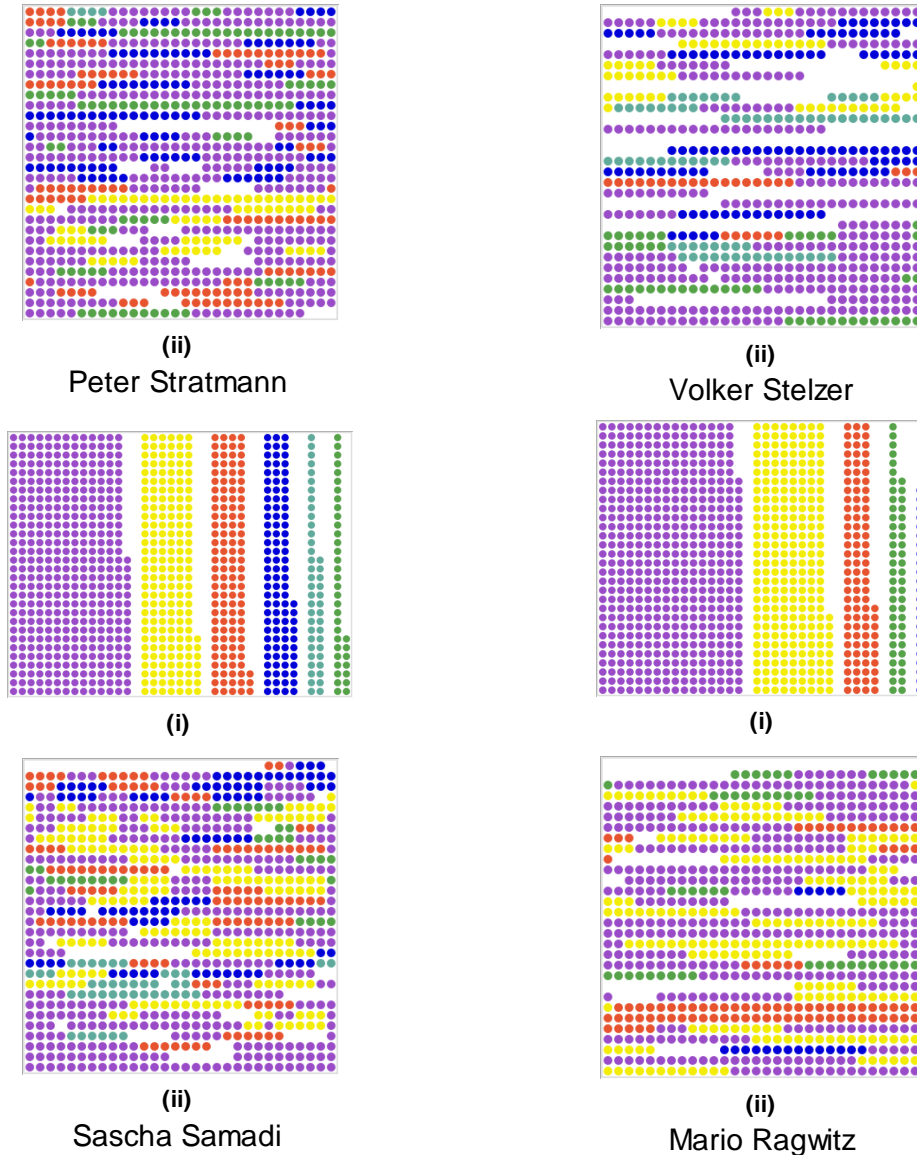 (ii)
Peter Stratmann
(ii)
Volker Stelzer
(i)
(i)
(ii)
Sascha Samadi
(ii)
Mario Ragwitz